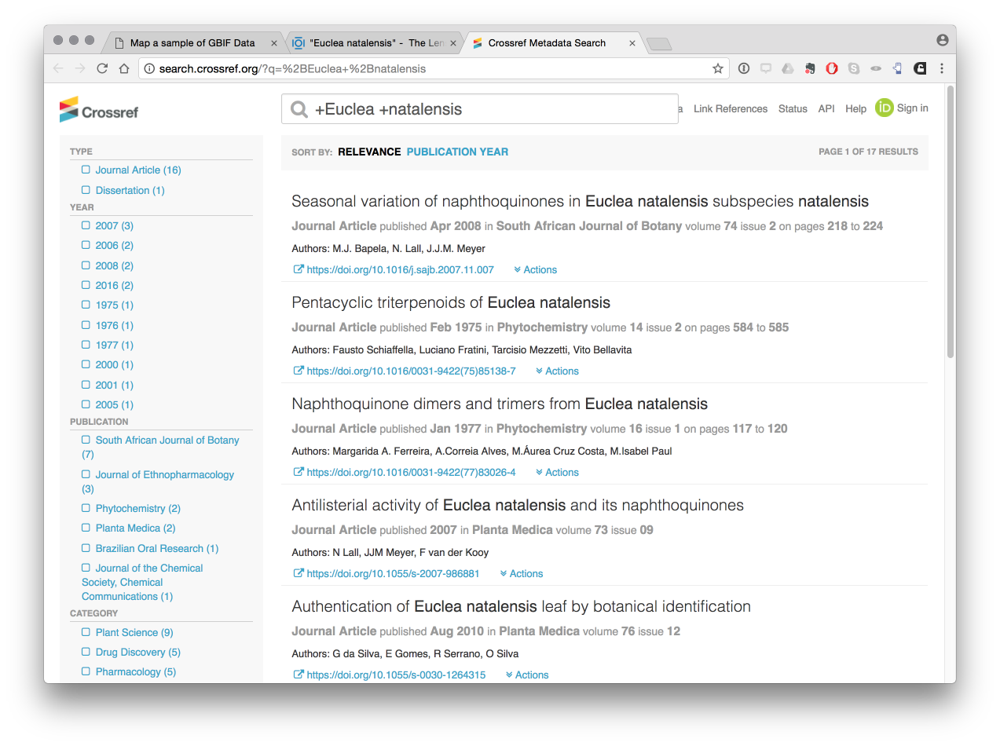 Map a sample of GBIF Data
"Euclea natalensis" - The Len
Crossref Metadata Search
search.crossref.org/?q=%2BEuclea+%2Bnatalensis
Crossref
+Euclea +natalensis
a
Link References
Status
API
Help
iD Sign in
TYPE
Journal Article (16)
Dissertation (1)
YEAR
2007 (3)
2006 (2)
2008 (2)
2016 (2)
1975 (1)
1976 (1)
1977 (1)
2000 (1)
2001 (1)
2005 (1)
PUBLICATION
South African Journal of Botany
(7)
Journal of Ethnopharmacology
(3)
Phytochemistry (2)
Planta Medica (2)
Brazilian Oral Research (1)
Journal of the Chemical
Society, Chemical
Communications (1)
CATEGORY
Plant Science (9)
Drug Discovery (5)
Pharmacology (5)
SORT BY: RELEVANCE PUBLICATION YEAR
PAGE 1 OF 17 RESULTS
Seasonal variation of naphthoquinones in Euclea natalensis subspecies natalensis
Journal Article published Apr 2008 in South African Journal of Botany volume 74 issue 2 on pages 218 to 224
Authors: M.J. Bapela, N. Lall, J.J.M. Meyer
https://doi.org/10.1016/j.sajb.2007.11.007 Actions
Pentacyclic triterpenoids of Euclea natalensis
Journal Article published Feb 1975 in Phytochemistry volume 14 issue 2 on pages 584 to 585
Authors: Fausto Schiaffella, Luciano Fratini, Tarcisio Mezzetti, Vito Bellavita
https://doi.org/10.1016/0031-9422(75)85138-7 Actions
Naphthoquinone dimers and trimers from Euclea natalensis
Journal Article published Jan 1977 in Phytochemistry volume 16 issue 1 on pages 117 to 120
Authors: Margarida A. Ferreira, A.Correia Alves, M.Áurea Cruz Costa, M.Isabel Paul
https://doi.org/10.1016/0031-9422(77)83026-4 Actions
Antilisterial activity of Euclea natalensis and its naphthoquinones
Journal Article published 2007 in Planta Medica volume 73 issue 09
Authors: N Lall, JJM Meyer, F van der Kooy
https://doi.org/10.1055/s-2007-986881 Actions
Authentication of Euclea natalensis leaf by botanical identification
Journal Article published Aug 2010 in Planta Medica volume 76 issue 12
Authors: G da Silva, E Gomes, R Serrano, O Silva
https://doi.org/10.1055/s-0030-1264315 Actions